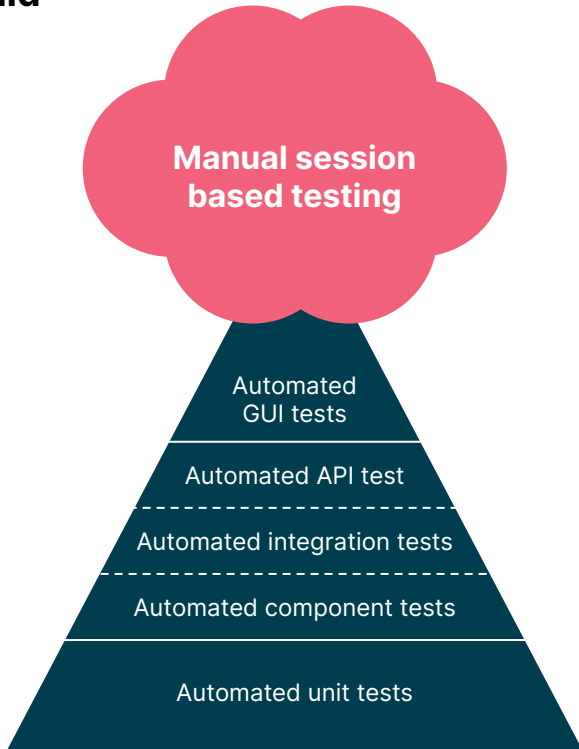 Manual session
based testing
Automated
GUI tests
Automated API test
Automated integration tests
Automated component tests
Automated unit tests